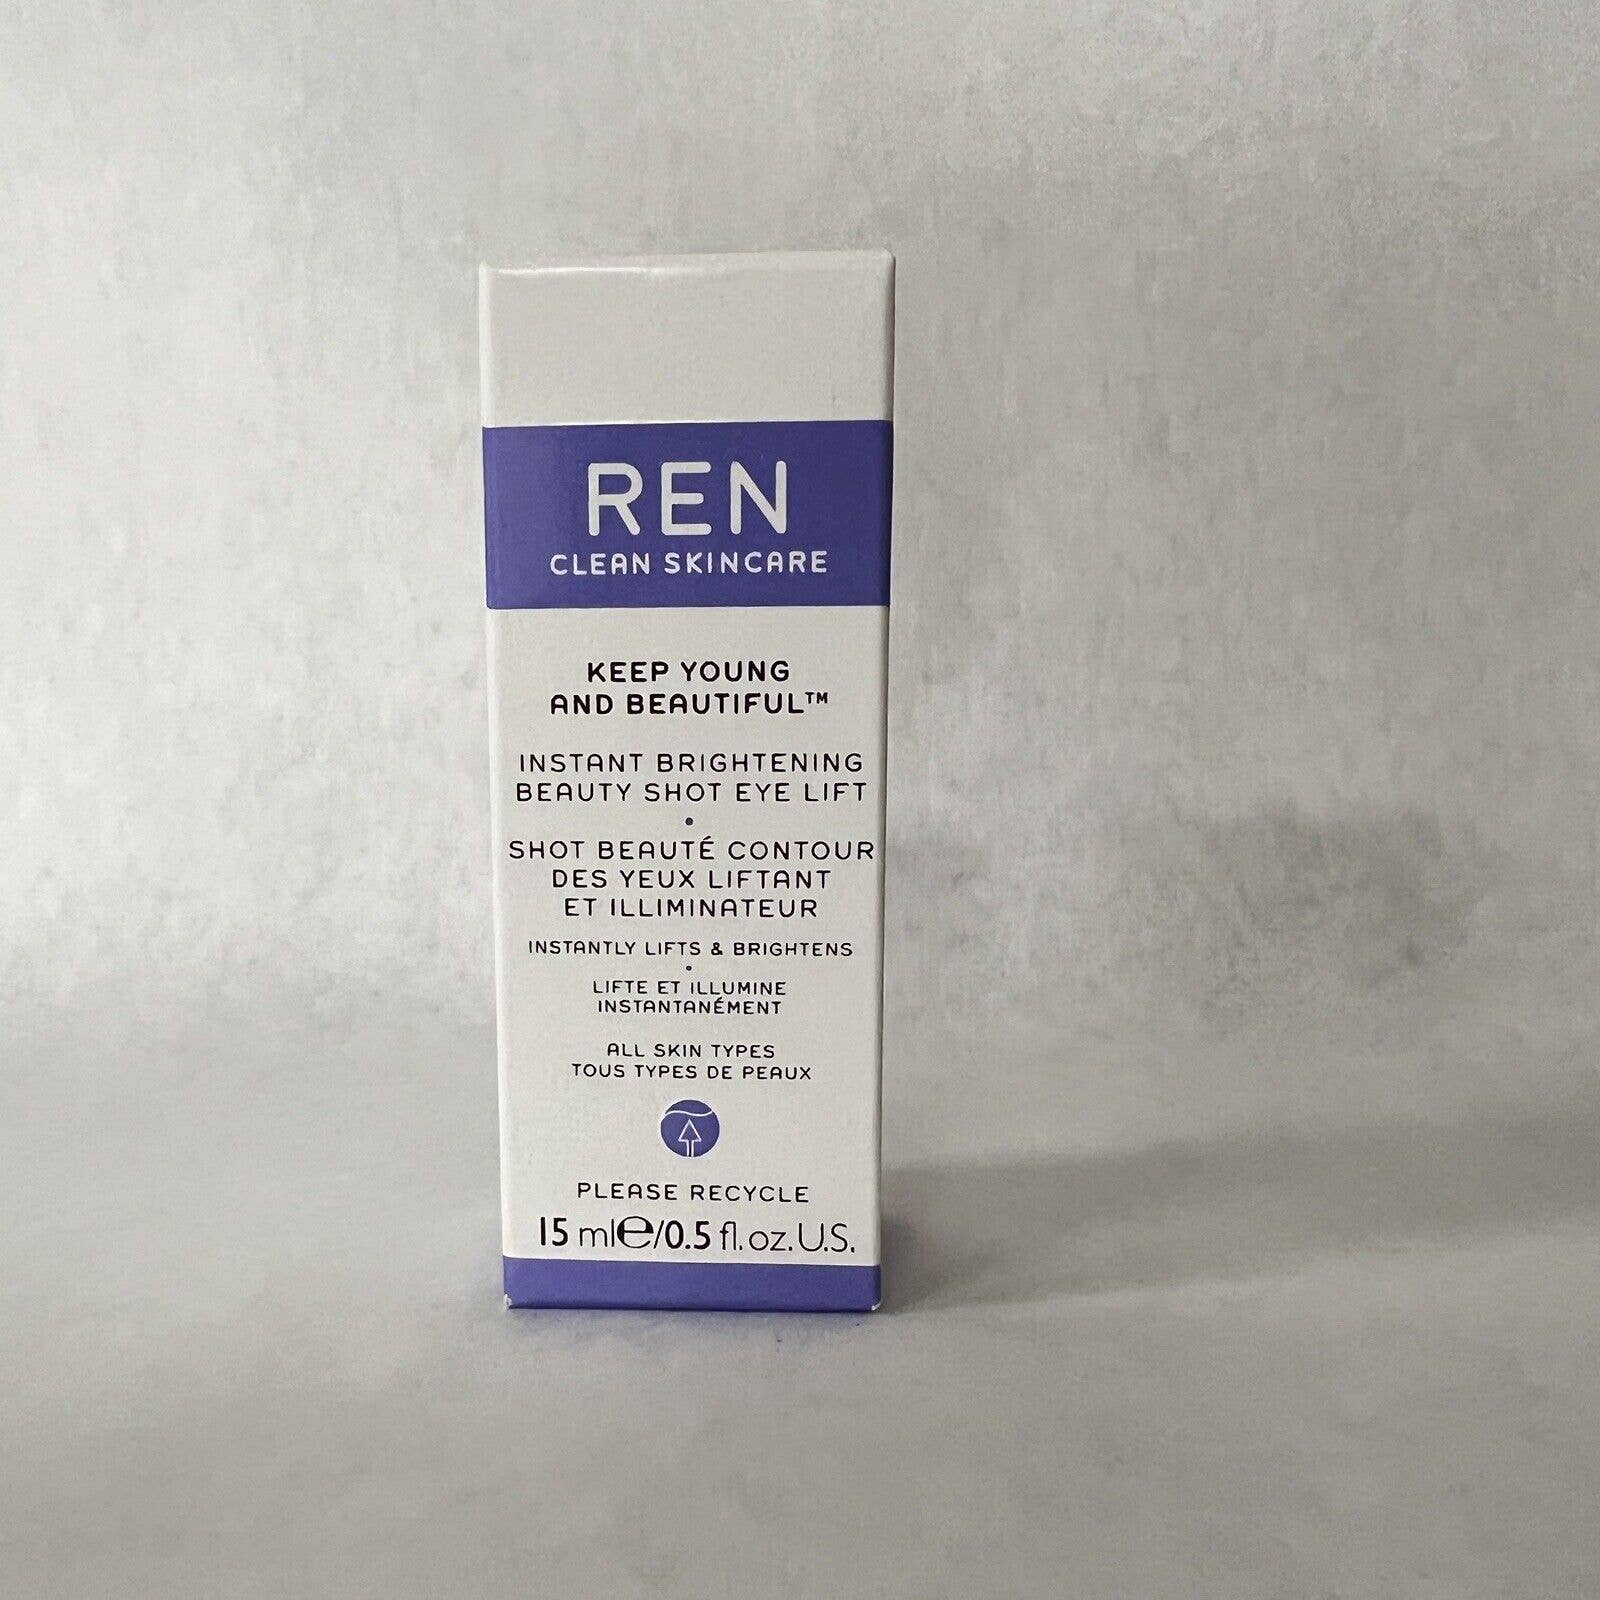 REN
CLEAN SKINCARE
KEEP YOUNG
AND BEAUTIFUL™
INSTANT BRIGHTENING
BEAUTY SHOT EYE LIFT
•
SHOT BEAUTÉ CONTOUR
DES YEUX LIFTANT
ET ILLIMINATEUR
INSTANTLY LIFTS & BRIGHTENS
•
LIFTE ET ILLUMINE
INSTANTANÉMENT
ALL SKIN TYPES
TOUS TYPES DE PEAUX
PLEASE RECYCLE
15 ml℮/0.5 fl. oz. U.S.